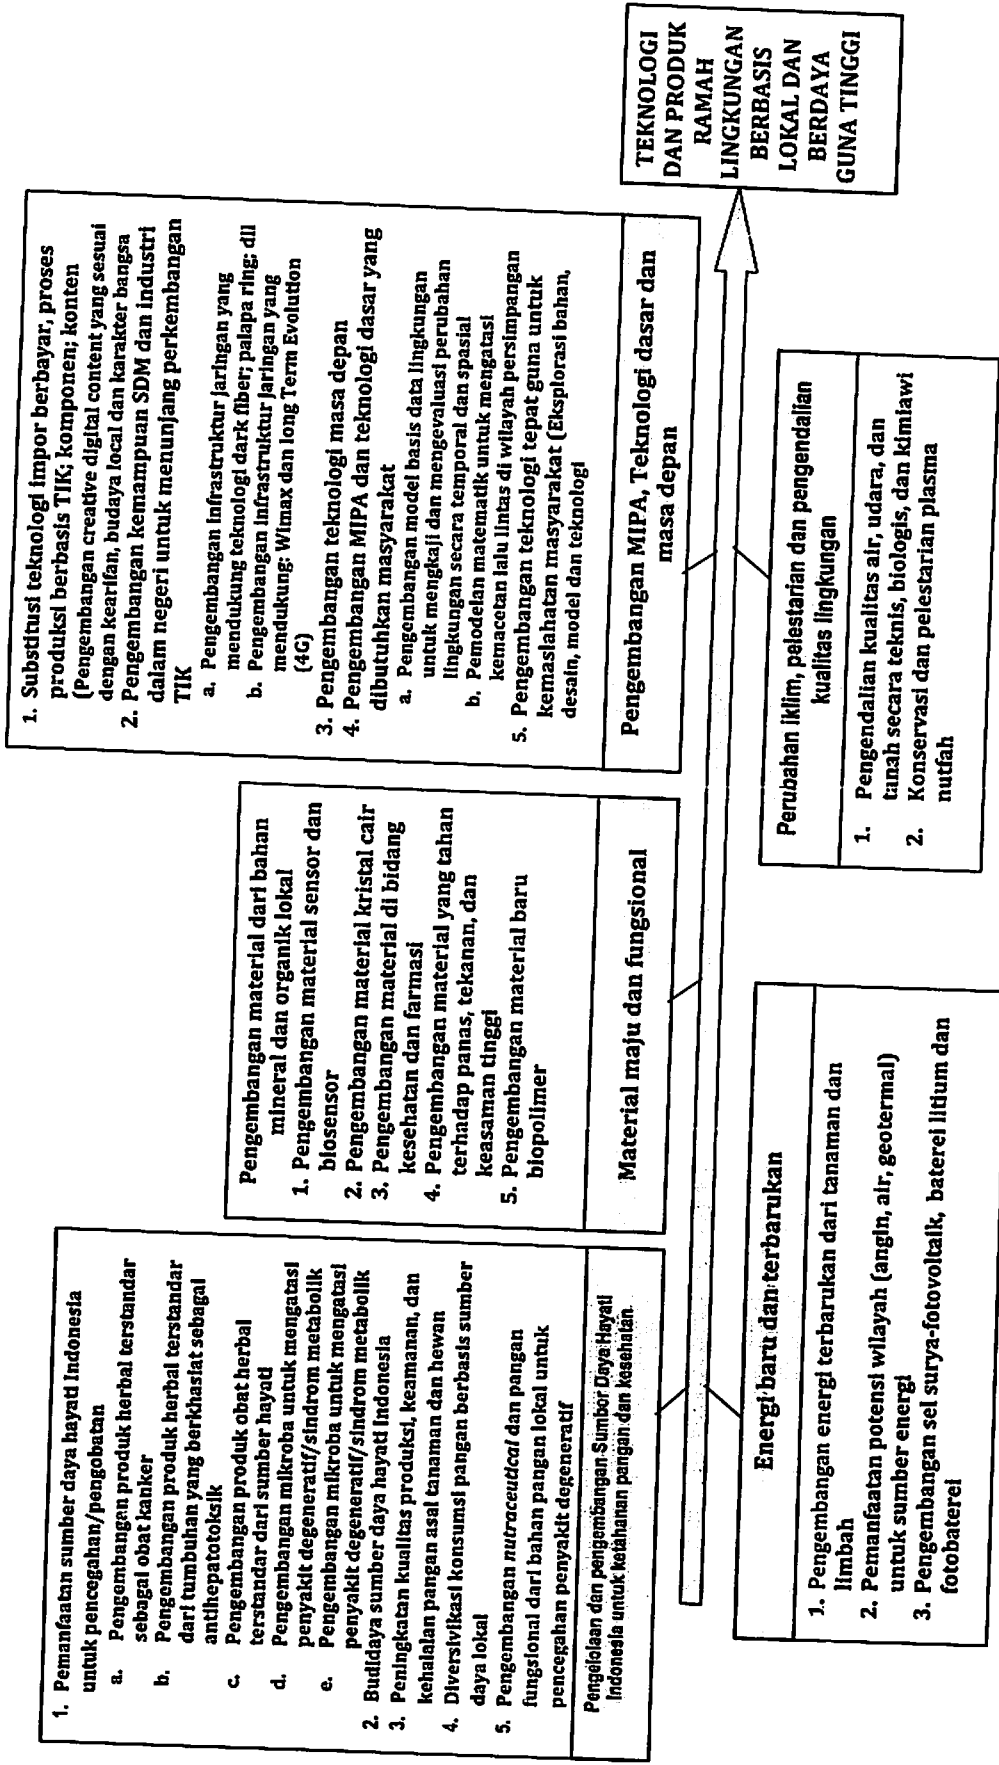 1. Pemanfaatan sumber daya hayati Indonesia
untuk pencegahan/pengobatan
a. Pengembangan produk herbal terstandar
sebagai obat kanker
b. Pengembangan produk herbal terstandar
dari tumbuhan yang berkhasiat sebagai
antihepatoksik
c. Pengembangan produk obat herbal
terstandar dari sumber hayati
d. Pengembangan mikroba untuk mengatasi
penyakit degeneratif/sindrom metabolik
e. Pengembangan mikroba untuk mengatasi
penyakit degeneratif/sindrom metabolik
2. Budidaya sumber daya hayati Indonesia
3. Peningkatan kualitas produksi, keamanan, dan
kehalalan pangan asal tanaman dan hewan
4. Diversivikasi konsumsi pangan berbasis sumber
daya lokal
5. Pengembangan nutraceutical dan pangan
fungsional dari bahan pangan lokal untuk
pencegahan penyakit degeneratif
Pengelolaan dan pengembangan Sumber Daya Hayati
Indonesia untuk ketahanan pangan dan kesehatan
Pengembangan material dari bahan
mineral dan organik lokal
1. Pengembangan material sensor dan
biosensor
2. Pengembangan material kristal cair
3. Pengembangan material di bidang
kesehatan dan farmasi
4. Pengembangan material yang tahan
terhadap panas, tekanan, dan
keasaman tinggi
5. Pengembangan material baru
biopolimer
Material maju dan fungsional
1. Substitusi teknologi impor berbayar, proses
produksi berbasis TIK; komponen; konten
(Pengembangan creative digital content yang sesuai
dengan kearifan, budaya local dan karakter bangsa
2. Pengembangan kemampuan SDM dan industri
dalam negeri untuk menunjang perkembangan
TIK
a. Pengembangan infrastruktur jaringan yang
mendukung teknologi dark fiber; palapa ring; dll
b. Pengembangan infrastruktur jaringan yang
mendukung: Wimax dan long Term Evolution
(4G)
3. Pengembangan teknologi masa depan
4. Pengembangan MIPA dan teknologi dasar yang
dibutuhkan masyarakat
a. Pengembangan model basis data lingkungan
untuk mengkaji dan mengevaluasi perubahan
lingkungan secara temporal dan spasial
b. Pemodelan matematik untuk mengatasi
kemacetan lalu lintas di wilayah persimpangan
5. Pengembangan teknologi tepat guna untuk
kemaslahatan masyarakat (Eksplorasi bahan,
desain, model dan teknologi
Pengembangan MIPA, Teknologi dasar dan
masa depan
TEKNOLOGI
DAN PRODUK
RAMAH
LINGKUNGAN
BERBASIS
LOKAL DAN
BERDAYA
GUNA TINGGI
Energi baru dan terbarukan
1. Pengembangan energi terbarukan dari tanaman dan
limbah
2. Pemanfaatan potensi wilayah (angin, air, geotermal)
untuk sumber energi
3. Pengembangan sel surya-fotovoltaik, baterei litium dan
fotobaterei
Perubahan iklim, pelestarian dan pengendalian
kualitas lingkungan
1. Pengendalian kualitas air, udara, dan
tanah secara teknis, biologis, dan kimiawi
2. Konservasi dan pelestarian plasma
nutfah